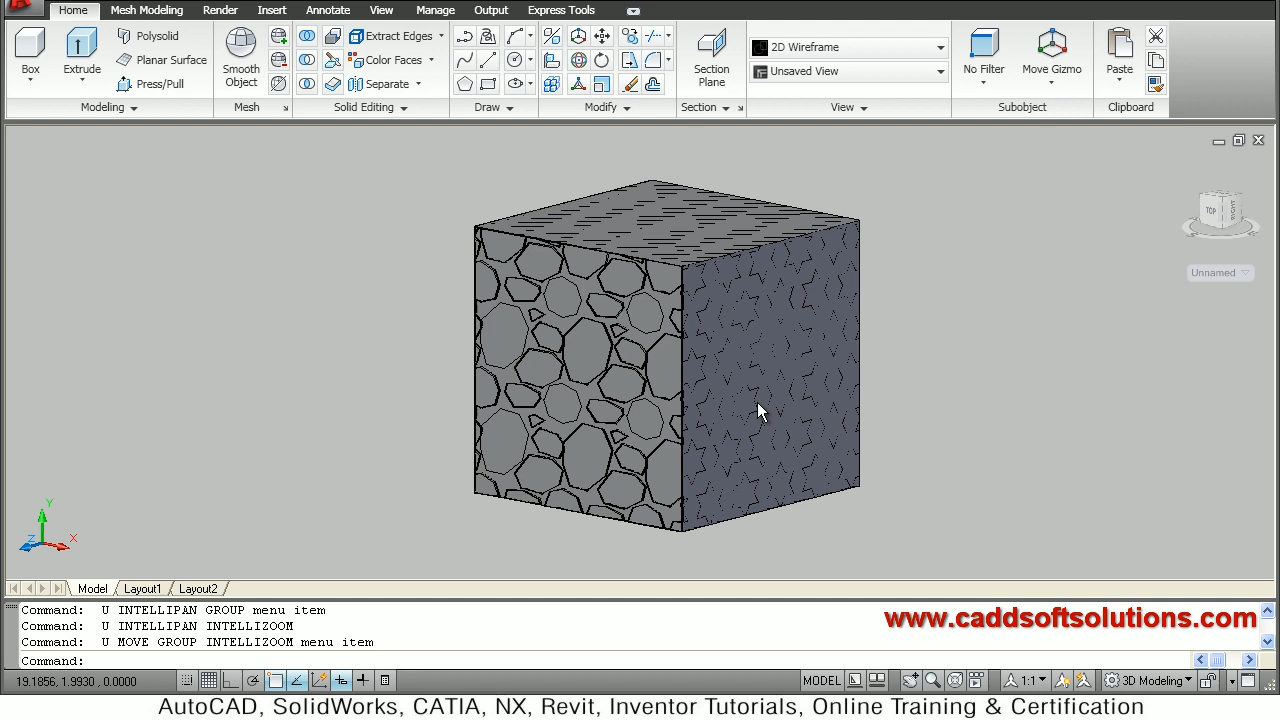 Home Mesh Modeling Render Insert Annotate View Manage Output Express Tools
Box
Extrude
Polysolid
Planar Surface
Press/Pull
Modeling
Smooth Object
Mesh
Extract Edges
Color Faces
Separate
Solid Editing
Draw
Modify
Section Plane
Section
2D Wireframe
Unsaved View
View
No Filter
Move Gizmo
Subobject
Paste
Clipboard
TOP RIGHT
Unnamed
Y
Z X
Model Layout1 Layout2
Command: U INTELLIPAN GROUP menu item
Command: U INTELLIPAN INTELLIZOOM
Command: U MOVE GROUP INTELLIZOOM menu item
Command:
www.caddsoftsolutions.com
19.1856, 1.9930 , 0.0000 MODEL 1:1 3D Modeling
AutoCAD, SolidWorks, CATIA, NX, Revit, Inventor Tutorials, Online Training & Certification